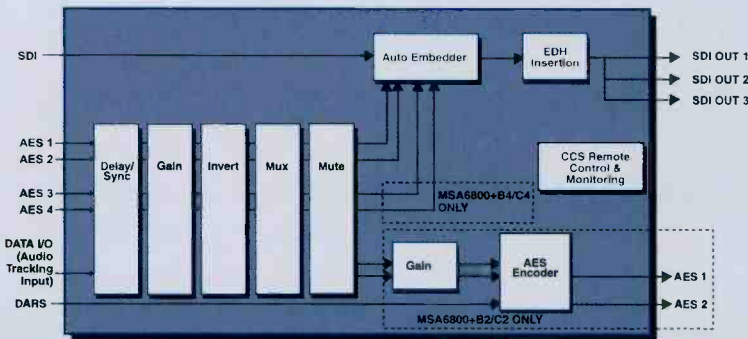 SDI
Auto Embedder
EDH
Insertion
SDI OUT 1
SDI OUT 2
SDI OUT 3
AES 1
AES 2
AES 3
AES 4
DATA I/O
(Audio
Tracking
Input)
DARS
Delay/
Sync
Gain
Invert
Mux
Mute
CCS Remote
Control &
Monitoring
MSA6800+B4/C4
ONLY
Gain
AES
Encoder
MSA6800+B2/C2 ONLY
AES 1
AES 2